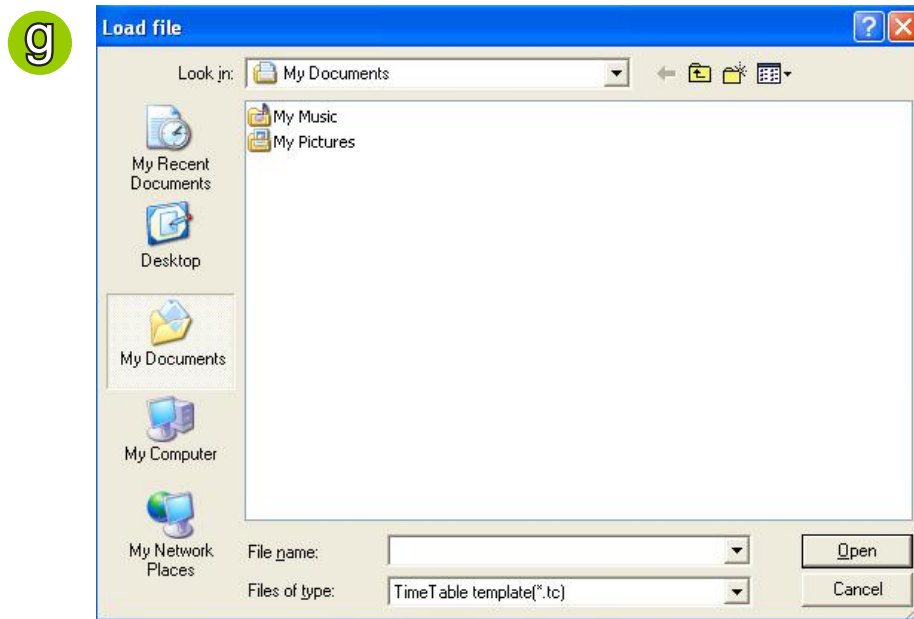 g
Load file
Look in:
My Documents
My Music
My Pictures
My Recent
Documents
Desktop
My Documents
My Computer
My Network
Places
File name:
Open
Files of type:
TimeTable template(*.tc)
Cancel